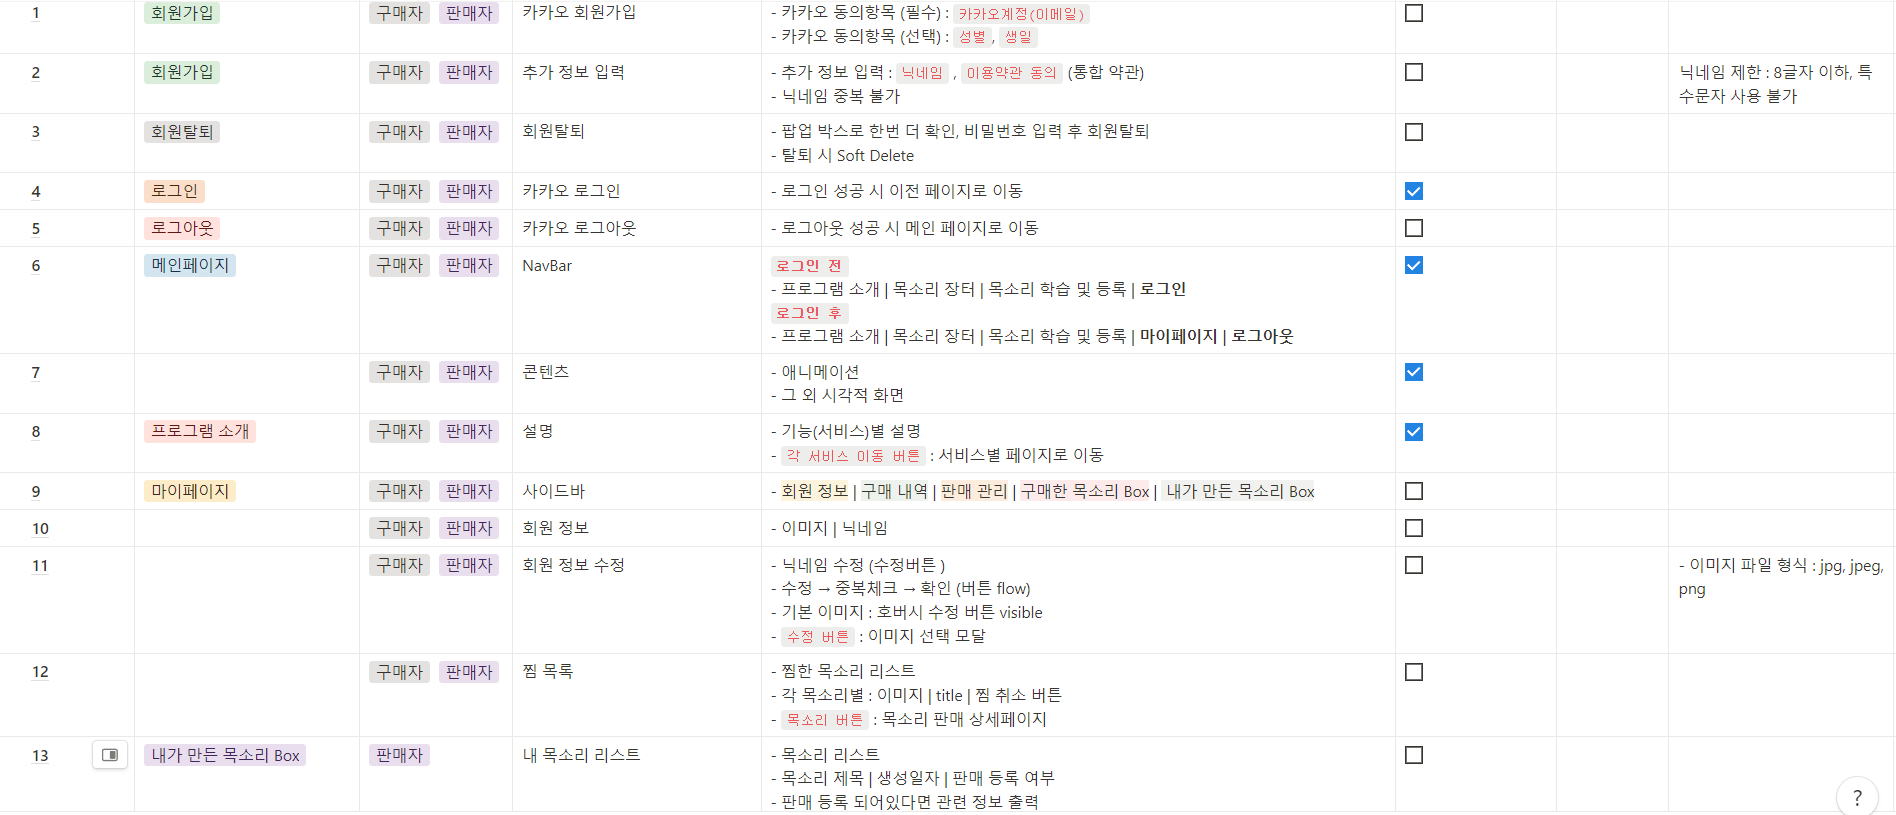 1 회원가입 구매자 판매자 카카오 회원가입 - 카카오 동의항목 (필수) : 카카오계정(이메일)
- 카카오 동의항목 (선택) : 성별 , 생일
2 회원가입 구매자 판매자 추가 정보 입력 - 추가 정보 입력 : 닉네임 , 이용약관 동의 (통합 약관) 닉네임 제한 : 8글자 이하, 특
- 닉네임 중복 불가 수문자 사용 불가
3 회원탈퇴 구매자 판매자 회원탈퇴 - 팝업 박스로 한번 더 확인, 비밀번호 입력 후 회원탈퇴
- 탈퇴 시 Soft Delete
4 로그인 구매자 판매자 카카오 로그인 - 로그인 성공 시 이전 페이지로 이동
5 로그아웃 구매자 판매자 카카오 로그아웃 - 로그아웃 성공 시 메인 페이지로 이동
6 메인페이지 구매자 판매자 NavBar 로그인 전
- 프로그램 소개 | 목소리 장터 | 목소리 학습 및 등록 | 로그인
로그인 후
- 프로그램 소개 | 목소리 장터 | 목소리 학습 및 등록 | 마이페이지 | 로그아웃
7 구매자 판매자 콘텐츠 - 애니메이션
- 그 외 시각적 화면
8 프로그램 소개 구매자 판매자 설명 - 기능(서비스)별 설명
- 각 서비스 이동 버튼 : 서비스별 페이지로 이동
9 마이페이지 구매자 판매자 사이드바 - 회원 정보 | 구매 내역 | 판매 관리 | 구매한 목소리 Box | 내가 만든 목소리 Box
10 구매자 판매자 회원 정보 - 이미지 | 닉네임
11 구매자 판매자 회원 정보 수정 - 닉네임 수정 (수정버튼 ) - 이미지 파일 형식 : jpg, jpeg,
- 수정 → 중복체크 → 확인 (버튼 flow) png
- 기본 이미지 : 호버시 수정 버튼 visible
- 수정 버튼 : 이미지 선택 모달
12 구매자 판매자 찜 목록 - 찜한 목소리 리스트
- 각 목소리별 : 이미지 | title | 찜 취소 버튼
- 목소리 버튼 : 목소리 판매 상세페이지
13 내가 만든 목소리 Box 판매자 내 목소리 리스트 - 목소리 리스트
- 목소리 제목 | 생성일자 | 판매 등록 여부
- 판매 등록 되어있다면 관련 정보 출력
?